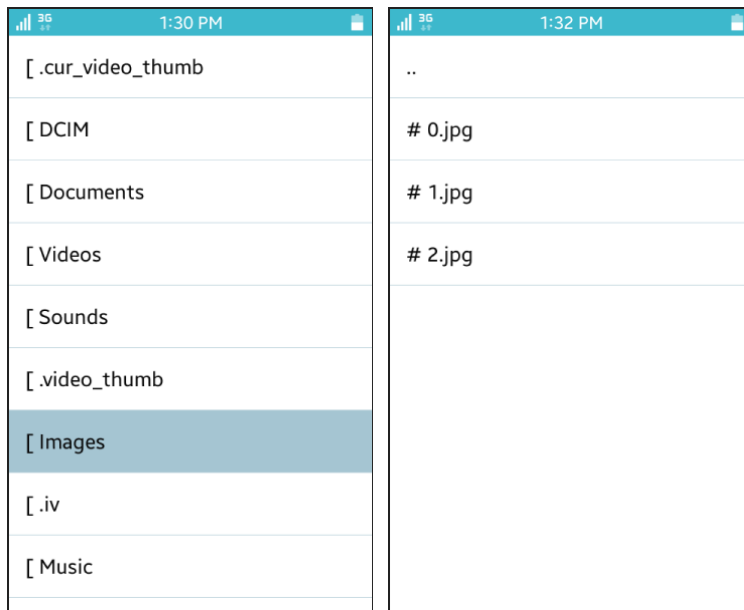 3G 1:30 PM
[ .cur_video_thumb
[ DCIM
[ Documents
[ Videos
[ Sounds
[ .video_thumb
[ Images
[ .iv
[ Music
3G 1:32 PM
..
# 0.jpg
# 1.jpg
# 2.jpg